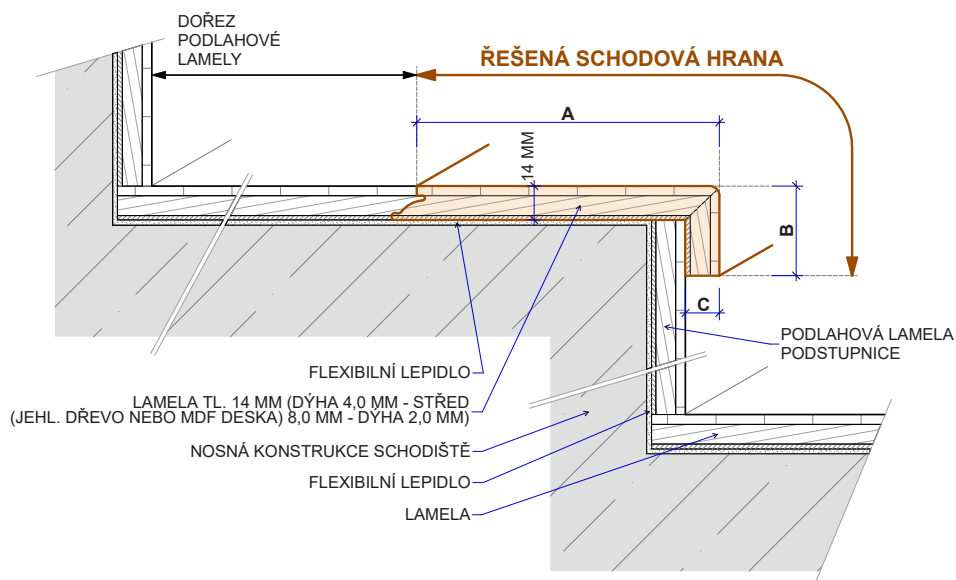 DOŘEZ
PODLAHOVÉ
LAMELY
ŘEŠENÁ SCHODOVÁ HRANA
A
14 MM
B
C
PODLAHOVÁ LAMELA
PODSTUPNICE
FLEXIBILNÍ LEPIDLO
LAMELA TL. 14 MM (DÝHA 4,0 MM - STŘED
(JEHL. DŘEVO NEBO MDF DESKA) 8,0 MM - DÝHA 2,0 MM)
NOSNÁ KONSTRUKCE SCHODIŠTĚ
FLEXIBILNÍ LEPIDLO
LAMELA